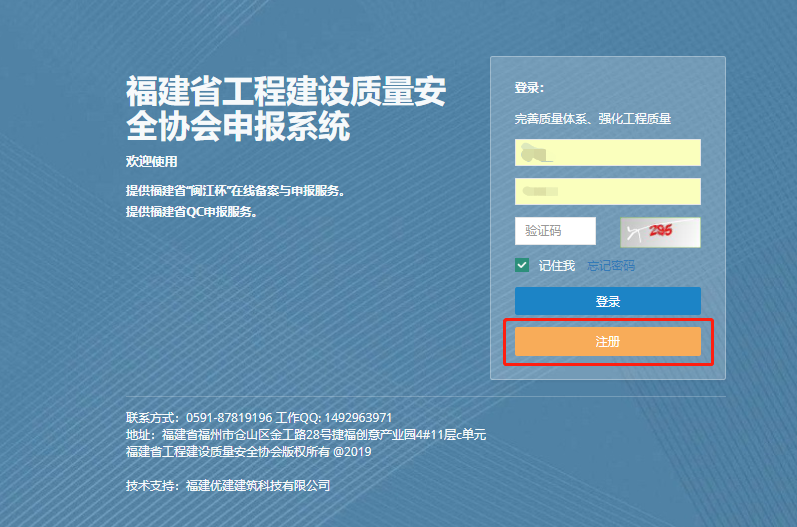 福建省工程建设质量安
全协会申报系统
欢迎使用
提供福建省“闽江杯”在线备案与申报服务。
提供福建省QC申报服务。
登录：
完善质量体系、强化工程质量
验证码
记住我 忘记密码
登录
注册
联系方式：0591-87819196 工作QQ: 1492963971
地址：福建省福州市仓山区金工路28号捷福创意产业园4#11层c单元
福建省工程建设质量安全协会版权所有 @2019
技术支持：福建优建建筑科技有限公司